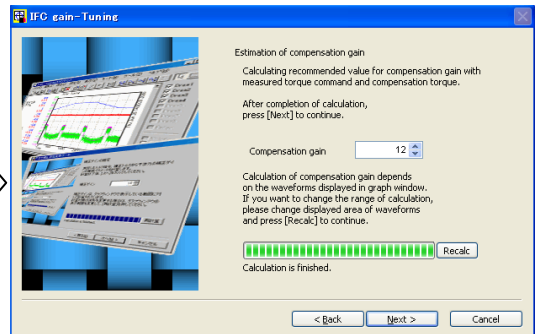 IFC gain-Tuning
Estimation of compensation gain
Calculating recommended value for compensation gain with
measured torque command and compensation torque.
After completion of calculation,
press [Next] to continue.
Compensation gain 12
Calculation of compensation gain depends
on the waveforms displayed in graph window.
If you want to change the range of calculation,
please change displayed area of waveforms
and press [Recalc] to continue.
Recalc
Calculation is finished.
< Back Next > Cancel